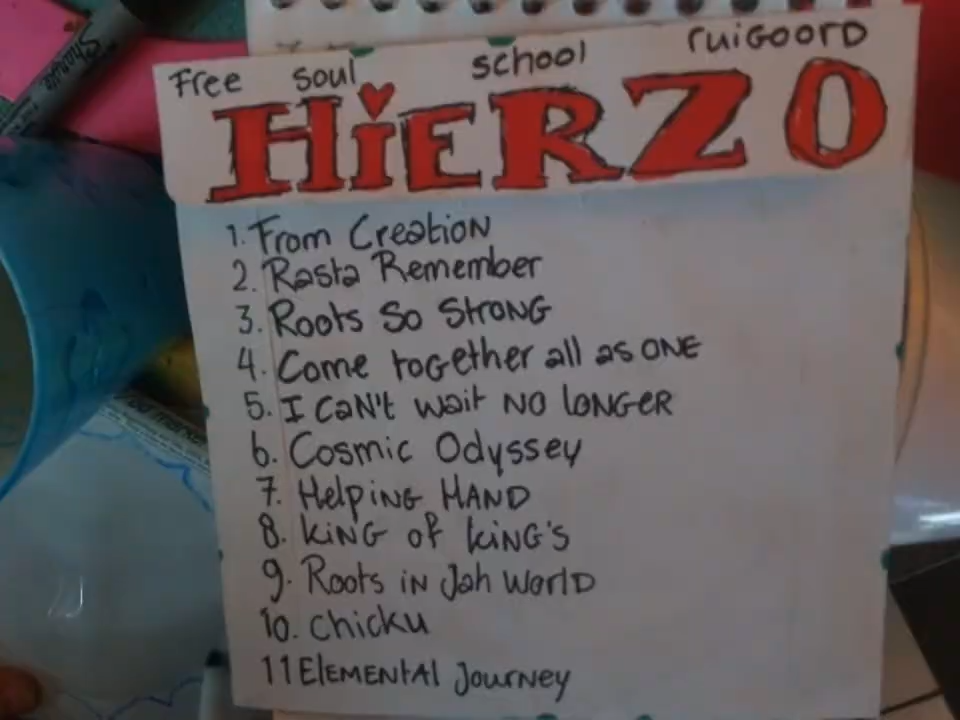 Free soul school ruigoord
HiERZO
1. From Creation
2. Rasta Remember
3. Roots So Strong
4. Come together all as ONE
5. I CaN't wait NO lONGER
6. Cosmic Odyssey
7. Helping HAND
8. KiNG of KiNG's
9. Roots iN Jah World
10. Chicku
11 Elemental Journey
Sharpie